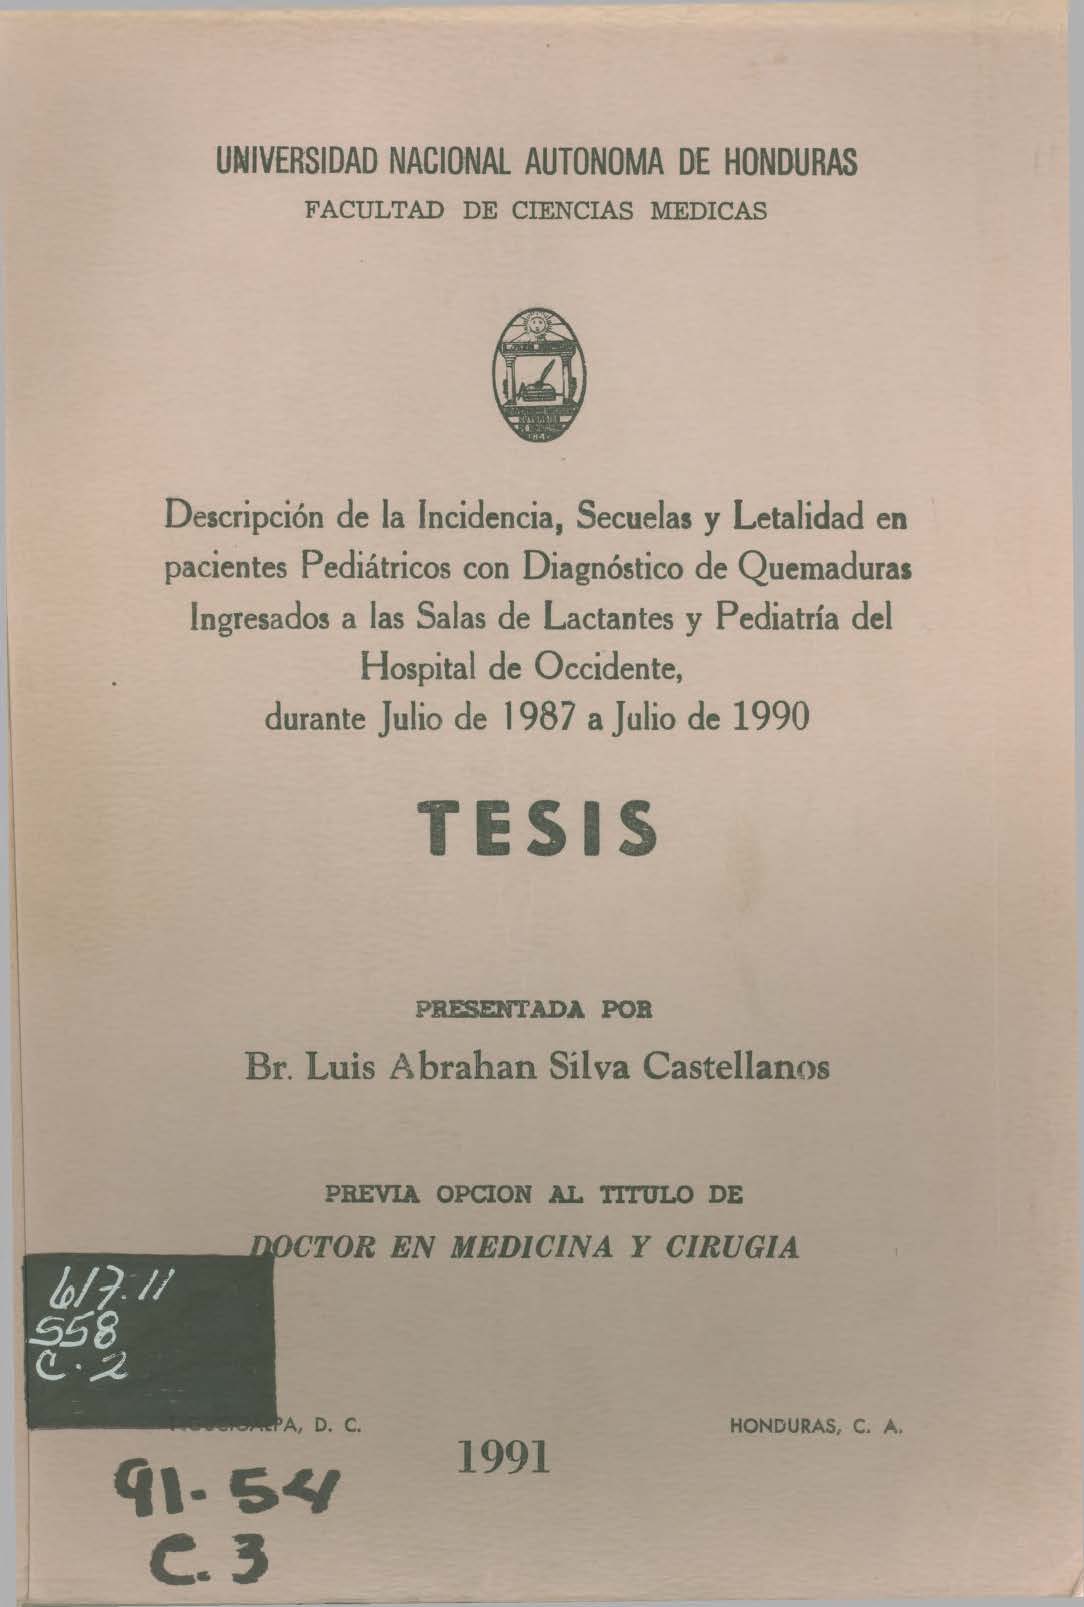 UNIVERSIDAD NACIONAL AUTONOMA DE HONDURAS
FACULTAD DE CIENCIAS MEDICAS
Descripción de la Incidencia, Secuelas y Letalidad en
pacientes Pediátricos con Diagnóstico de Quemaduras
Ingresados a las Salas de Lactantes y Pediatría del
Hospital de Occidente,
durante Julio de 1987 a Julio de 1990
TESIS
PRESENTADA POR
Br. Luis Abrahan Silva Castellanos
PREVIA OPCION AL TITULO DE
DOCTOR EN MEDICINA Y CIRUGIA
617.11
S58
C.2
D. C.
HONDURAS, C. A.
1991
91-54
C.3